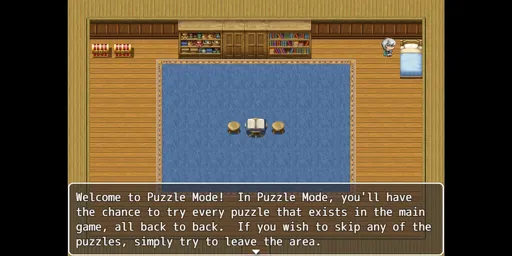 Welcome to Puzzle Mode!  In Puzzle Mode, you'll have
the chance to try every puzzle that exists in the main
game, all back to back.  If you wish to skip any of the
puzzles, simply try to leave the area.